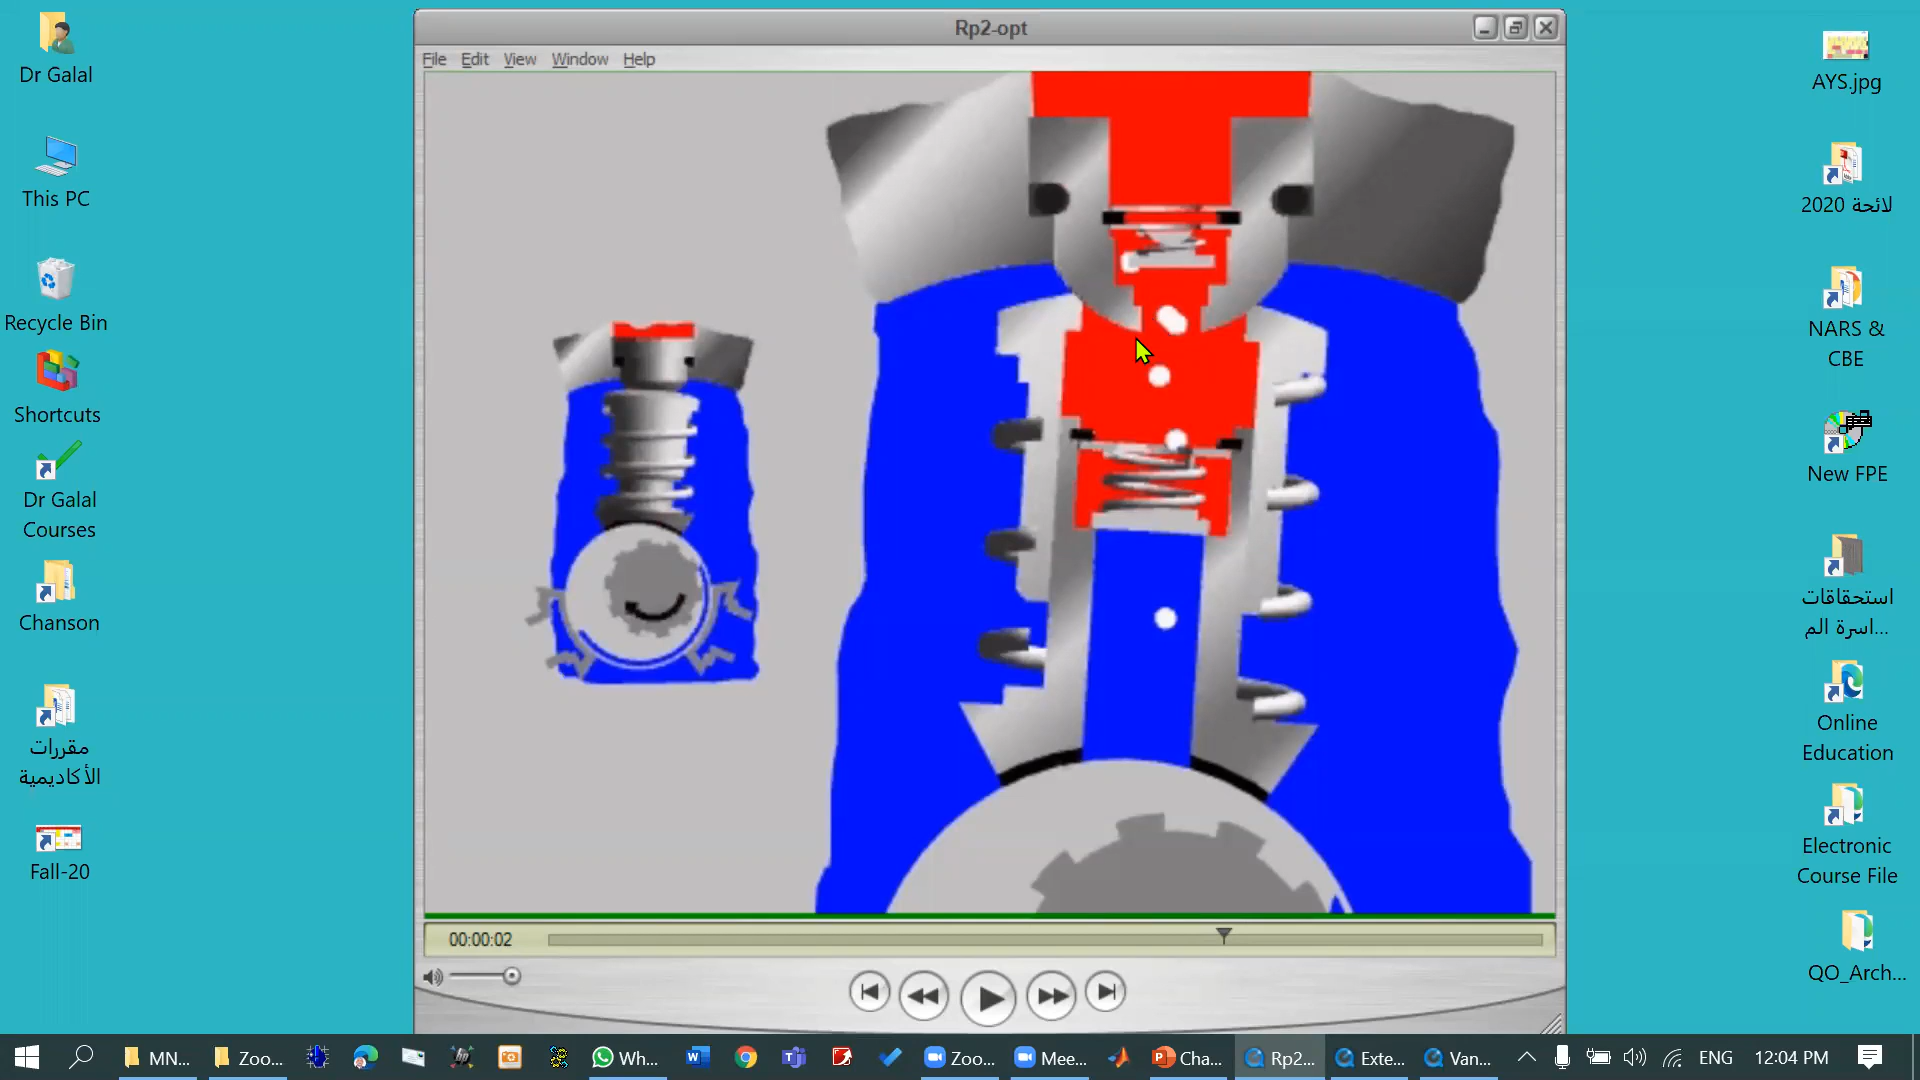 Rp2-opt
File Edit View Window Help
Dr Galal
This PC
Recycle Bin
Shortcuts
Dr Galal
Courses
Chanson
مقررات
الأكاديمية
Fall-20
AYS.jpg
لائحة 2020
NARS &
CBE
New FPE
استحقاقات
اسرة الم...
Online
Education
Electronic
Course File
QO_Arch...
00:00:02
MN...
Zoo...
Wh...
Zoo...
Mee...
Cha...
Rp2...
Exte...
Van...
ENG
12:04 PM